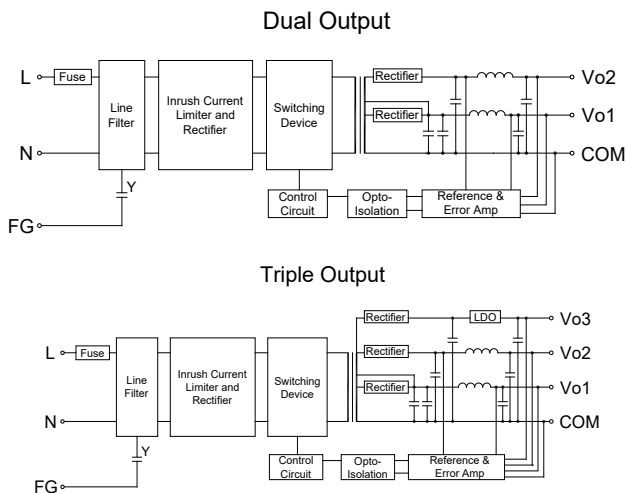 Dual Output
L
Fuse
Line
Filter
Inrush Current
Limiter and
Rectifier
Switching
Device
Rectifier
Vo2
Rectifier
Vo1
N
COM
Y
Control
Circuit
Opto-
Isolation
Reference &
Error Amp
FG
Triple Output
Rectifier
LDO
Vo3
L
Fuse
Line
Filter
Inrush Current
Limiter and
Rectifier
Switching
Device
Rectifier
Vo2
Rectifier
Vo1
N
COM
Y
Control
Circuit
Opto-
Isolation
Reference &
Error Amp
FG